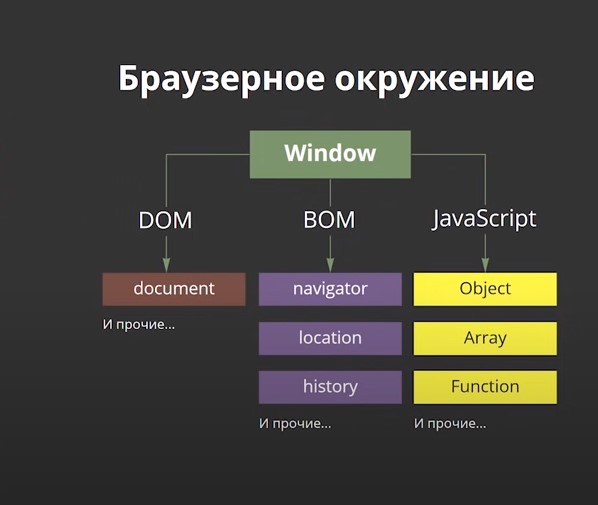 Браузерное окружение
Window
DOM
BOM
JavaScript
document
navigator
Object
И прочие...
location
Array
history
Function
И прочие...
И прочие...